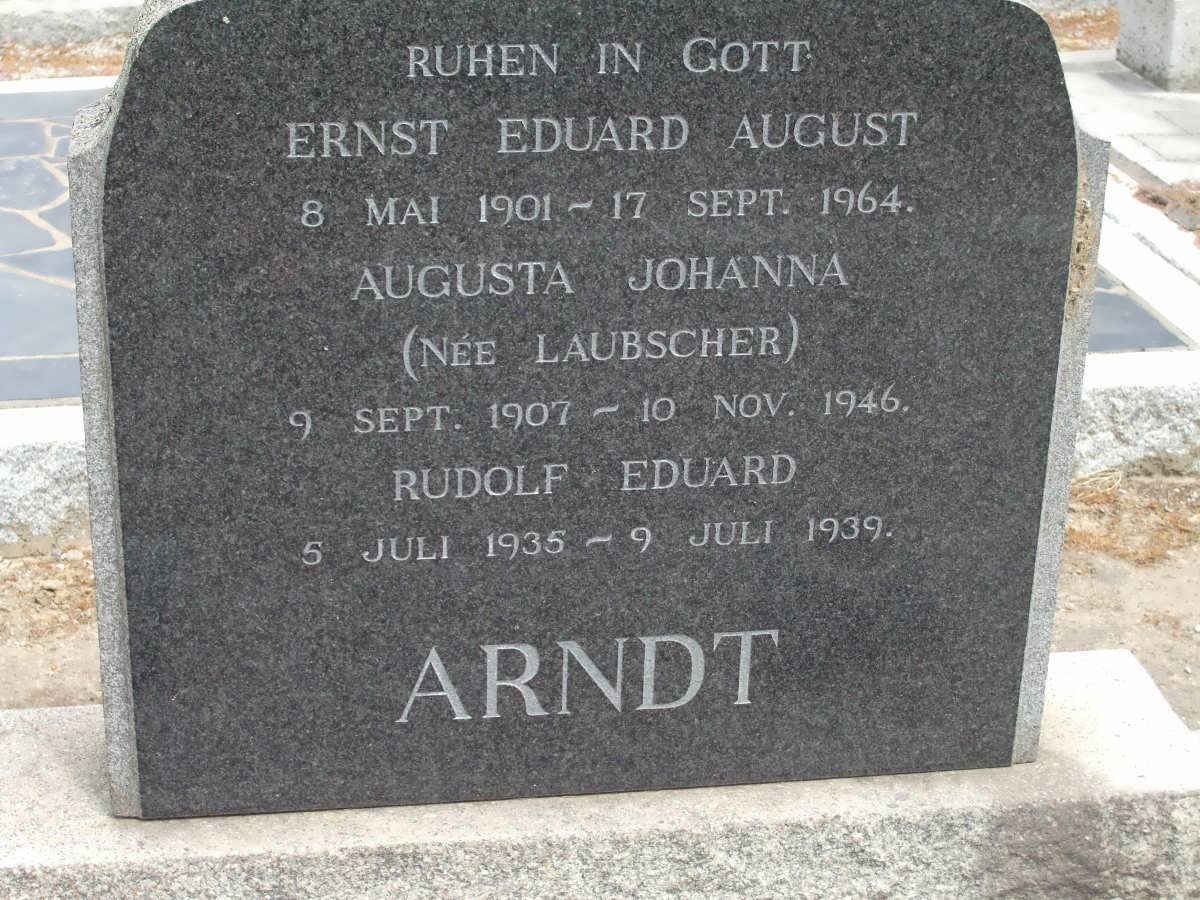 RUHEN IN GOTT
ERNST EDUARD AUGUST
8 MAI 1901 ~ 17 SEPT. 1964.
AUGUSTA JOHANNA
(NÉE LAUBSCHER)
9 SEPT. 1907 ~ 10 NOV. 1946.
RUDOLF EDUARD
5 JULI 1935 ~ 9 JULI 1939.
ARNDT